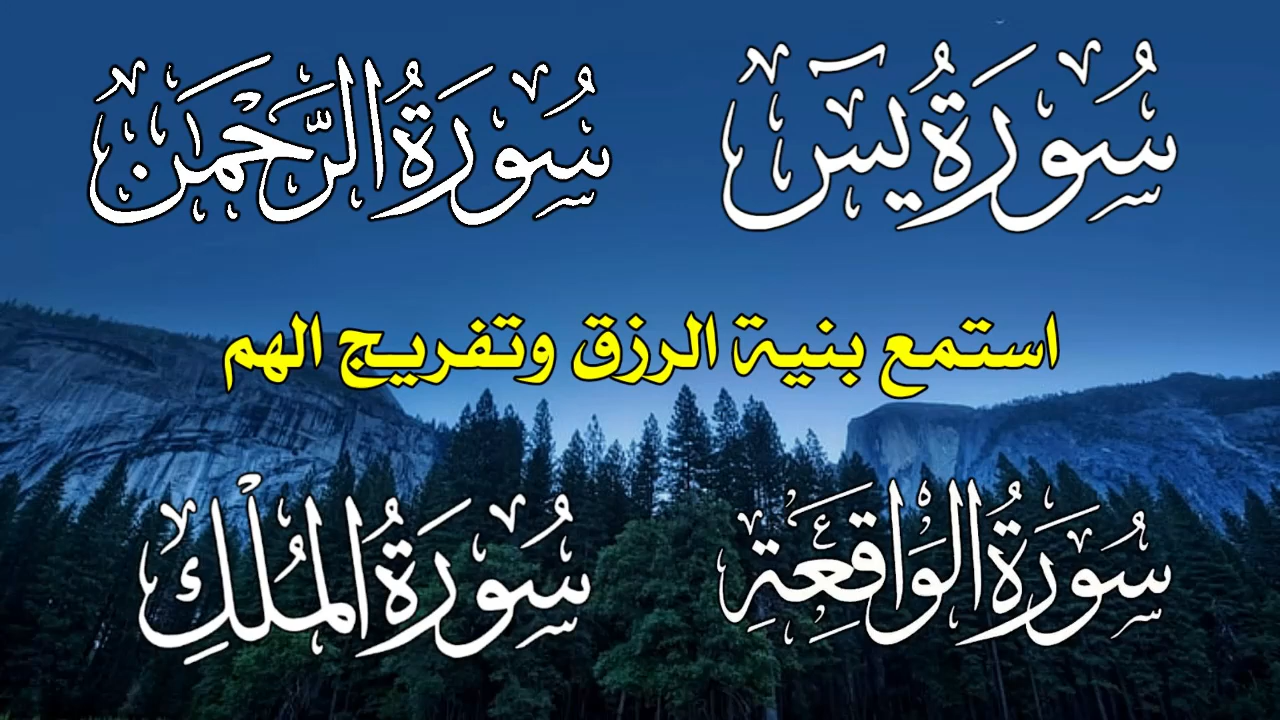 سُورَةُ يسٓ
سُورَةُ الرَّحْمَٰن
استمع بنية الرزق وتفريج الهم
سُورَةُ الوَاقِعَةِ
سُورَةُ المُلْكِ